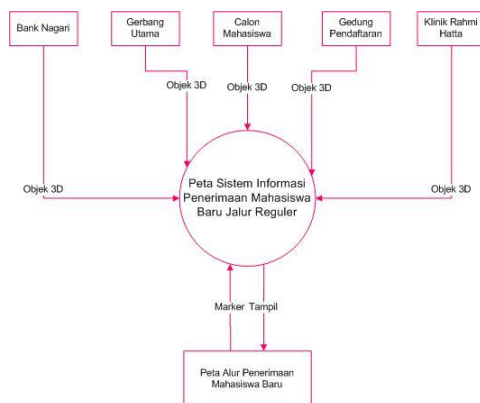 Bank Nagari
Gerbang
Utama
Calon
Mahasiswa
Gedung
Pendaftaran
Klinik Rahmi
Hatta
Objek 3D
Objek 3D
Objek 3D
Objek 3D
Objek 3D
Peta Sistem Informasi
Penerimaan Mahasiswa
Baru Jalur Reguler
Marker
Tampil
Peta Alur Penerimaan
Mahasiswa Baru